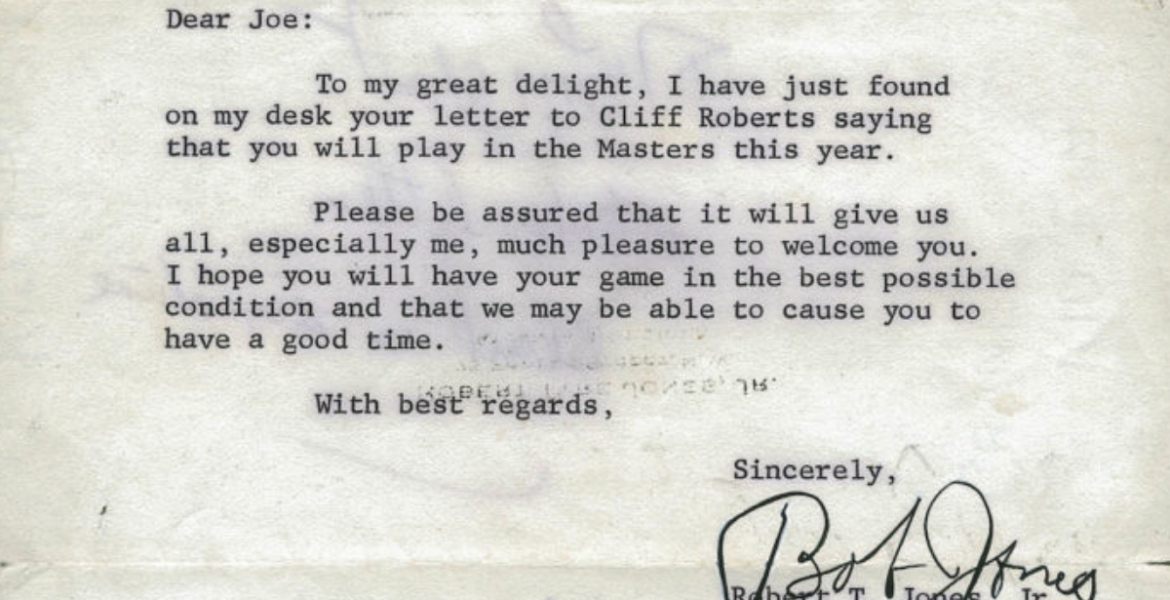 Dear Joe:
To my great delight, I have just found
on my desk your letter to Cliff Roberts saying
that you will play in the Masters this year.
Please be assured that it will give us
all, especially me, much pleasure to welcome you.
I hope you will have your game in the best possible
condition and that we may be able to cause you to
have a good time.
ROBERT TYRE JONES, JR.
With best regards,
Sincerely,
Bob Jones
Robert T. Jones, Jr.